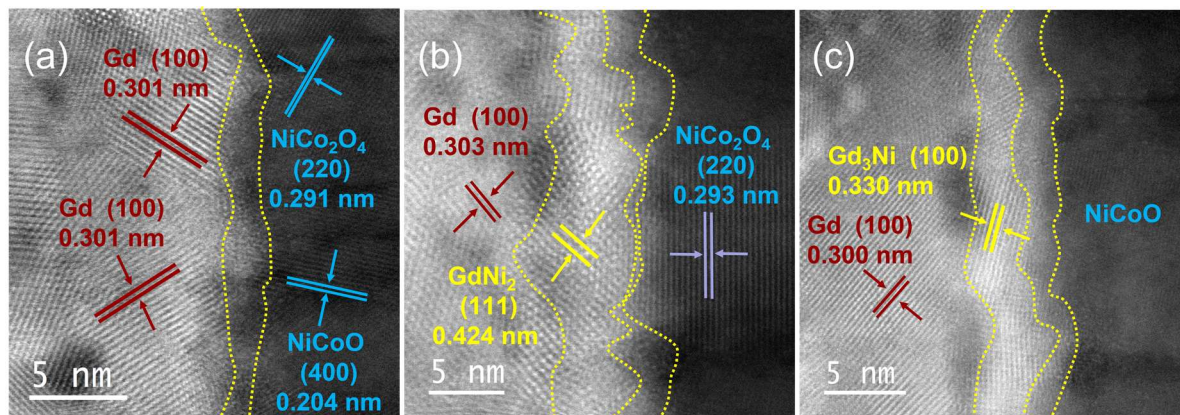 (a)
Gd (100)
0.301 nm
Gd (100)
0.301 nm
NiCo₂O₄
(220)
0.291 nm
NiCoO
(400)
0.204 nm
5 nm
(b)
Gd (100)
0.303 nm
GdNi₂
(111)
0.424 nm
NiCo₂O₄
(220)
0.293 nm
5 nm
(c)
Gd₃Ni (100)
0.330 nm
Gd (100)
0.300 nm
NiCoO
5 nm